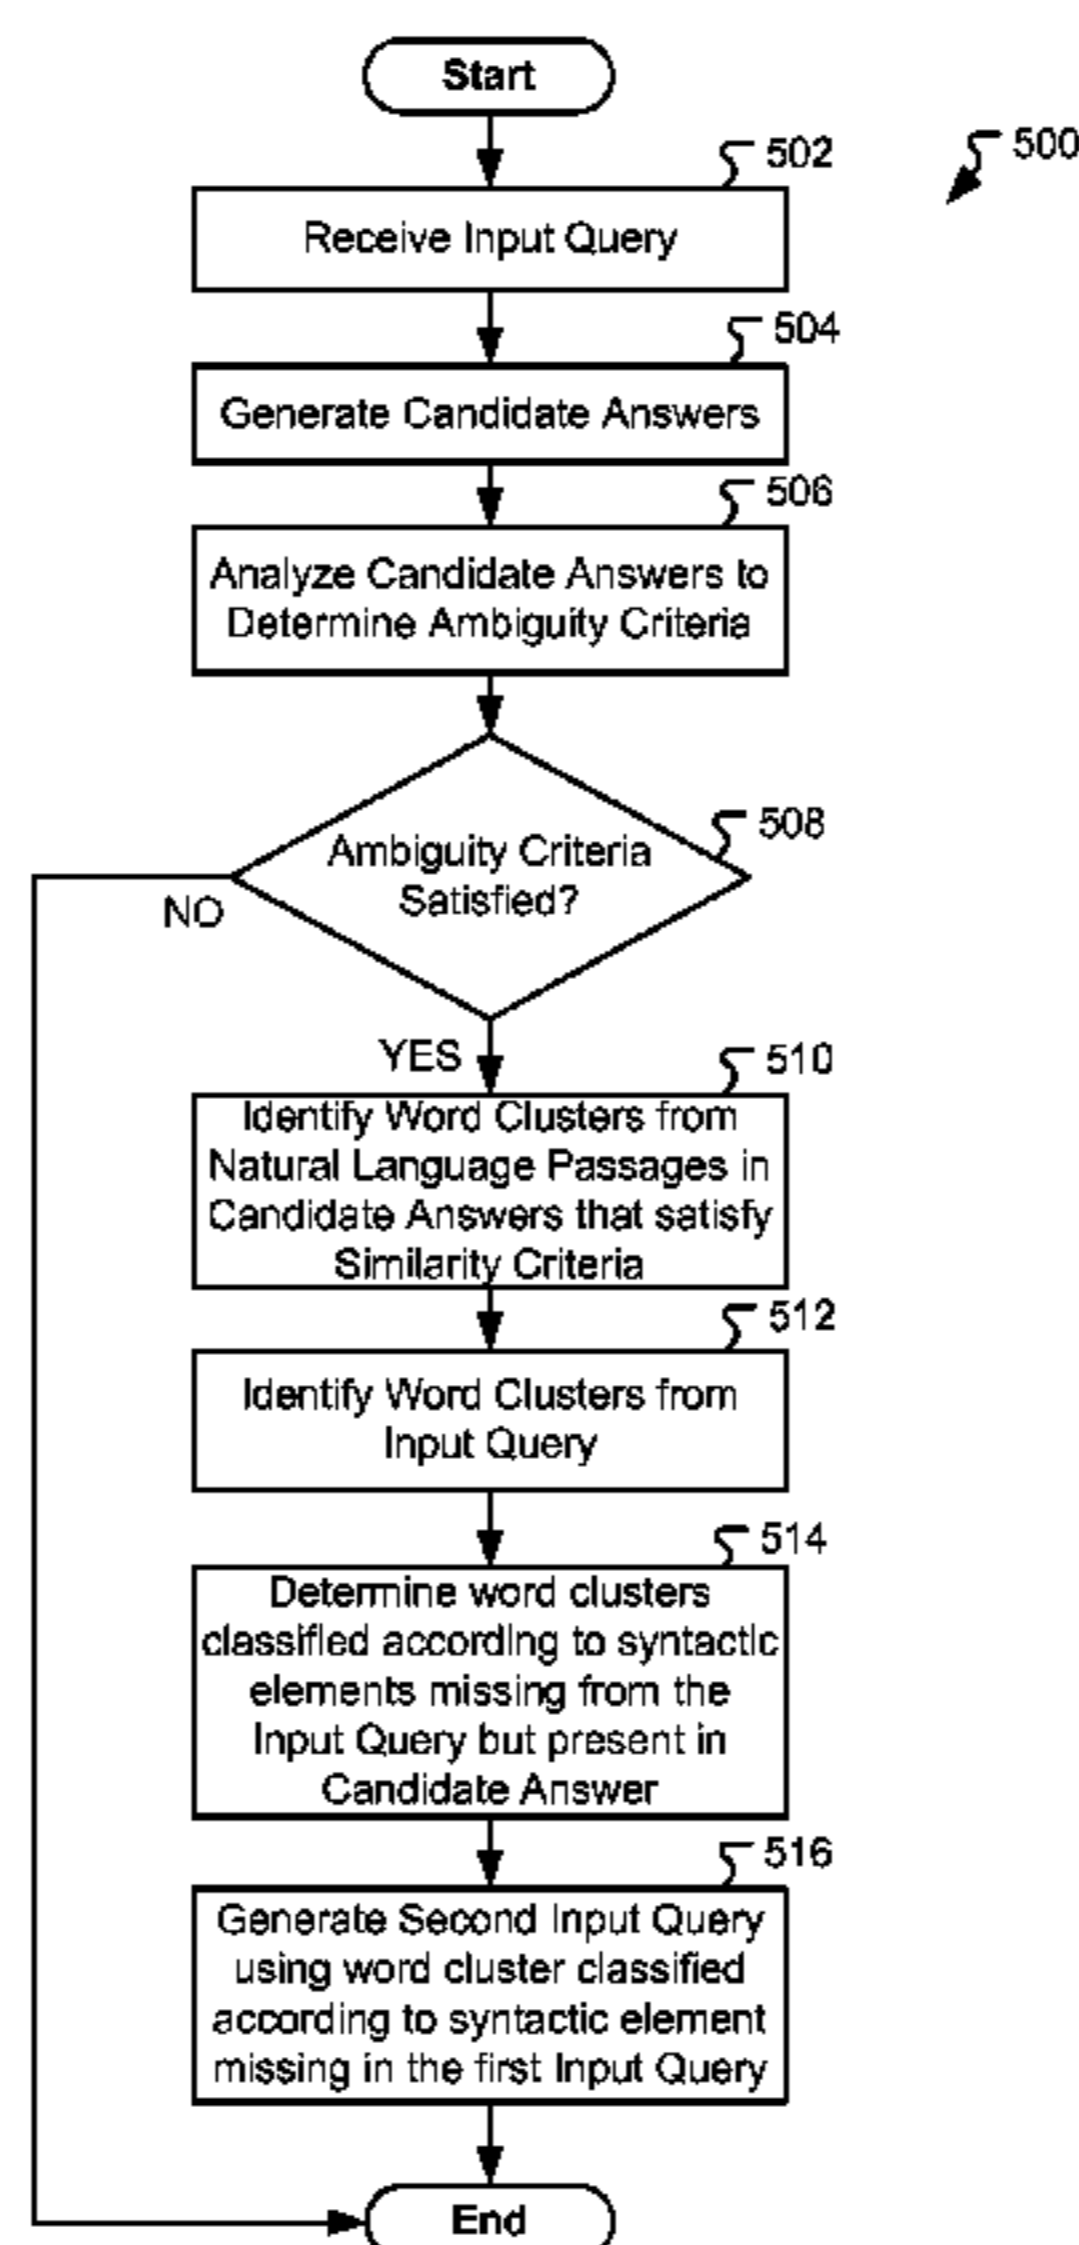 Start
502
500
Receive Input Query
504
Generate Candidate Answers
506
Analyze Candidate Answers to
Determine Ambiguity Criteria
508
Ambiguity Criteria
Satisfied?
NO
YES
510
Identify Word Clusters from
Natural Language Passages in
Candidate Answers that satisfy
Similarity Criteria
512
Identify Word Clusters from
Input Query
514
Determine word clusters
classified according to syntactic
elements missing from the
Input Query but present in
Candidate Answer
516
Generate Second Input Query
using word cluster classified
according to syntactic element
missing in the first Input Query
End